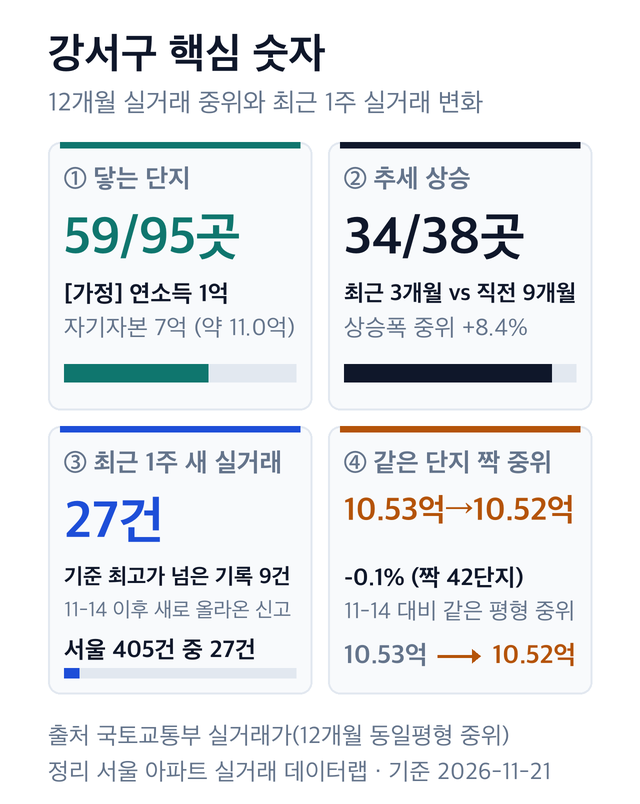 강서구 핵심 숫자
12개월 실거래 중위와 최근 1주 실거래 변화
① 닿는 단지
59/95곳
[가정] 연소득 1억
자기자본 7억 (약 11.0억)
② 추세 상승
34/38곳
최근 3개월 vs 직전 9개월
상승폭 중위 +8.4%
③ 최근 1주 새 실거래
27건
기준 최고가 넘은 기록 9건
11-14 이후 새로 올라온 신고
서울 405건 중 27건
④ 같은 단지 짝 중위
10.53억→10.52억
-0.1% (짝 42단지)
11-14 대비 같은 평형 중위
10.53억 → 10.52억
출처 국토교통부 실거래가(12개월 동일평형 중위)
정리 서울 아파트 실거래 데이터랩 · 기준 2026-11-21